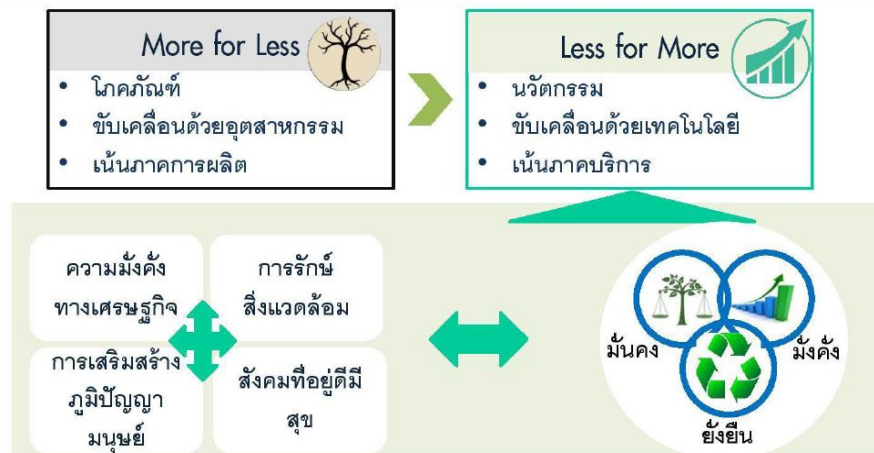 More for Less
• โภคภัณฑ์
• ขับเคลื่อนด้วยอุตสาหกรรม
• เน้นภาคการผลิต
Less for More
• นวัตกรรม
• ขับเคลื่อนด้วยเทคโนโลยี
• เน้นภาคบริการ
ความมั่งคั่ง
ทางเศรษฐกิจ
การรักษ์
สิ่งแวดล้อม
การเสริมสร้าง
ภูมิปัญญา
มนุษย์
สังคมที่อยู่ดีมี
สุข
มั่นคง
มั่งคั่ง
ยั่งยืน